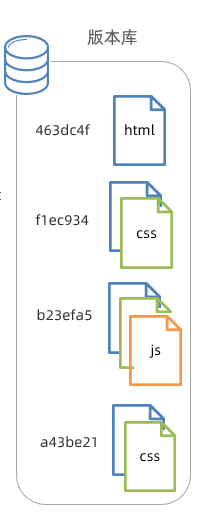 版本库
463dc4f
html
f1ec934
css
b23efa5
js
a43be21
css